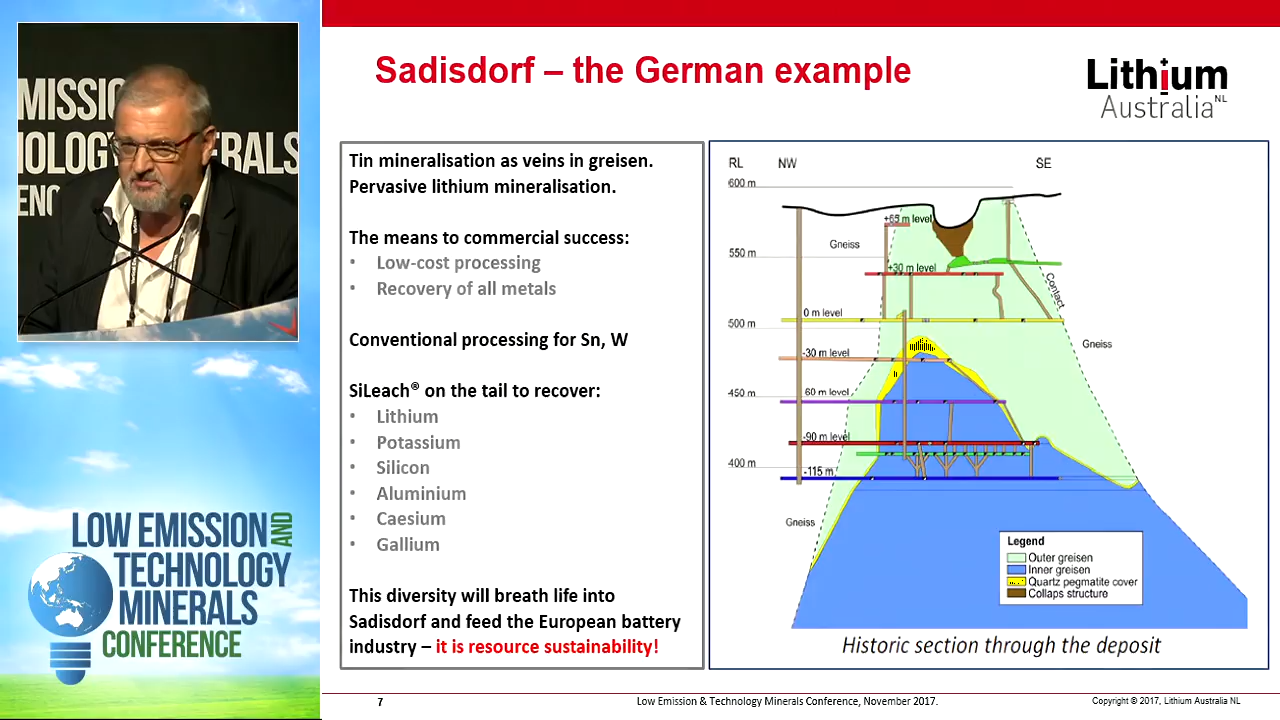 MISSIO
NOLOG
ERALS
ENC
LOW EMISSION AND
TECHNOLOGY
MINERALS
CONFERENCE
Sadisdorf – the German example
Lithium
Australia NL
Tin mineralisation as veins in greisen.
Pervasive lithium mineralisation.
The means to commercial success:
• Low-cost processing
• Recovery of all metals
Conventional processing for Sn, W
SiLeach® on the tail to recover:
• Lithium
• Potassium
• Silicon
• Aluminium
• Caesium
• Gallium
This diversity will breath life into
Sadisdorf and feed the European battery
industry – it is resource sustainability!
RL NW SE
600 m
+65 m level
Gneiss
550 m
+30 m level
Contact
0 m level
500 m
Gneiss
-30 m level
450 m
60 m level
-90 m level
400 m
-115 m
Gneiss
Legend
Outer greisen
Inner greisen
Quartz pegmatite cover
Collaps structure
Historic section through the deposit
7
Low Emission & Technology Minerals Conference, November 2017.
Copyright © 2017, Lithium Australia NL